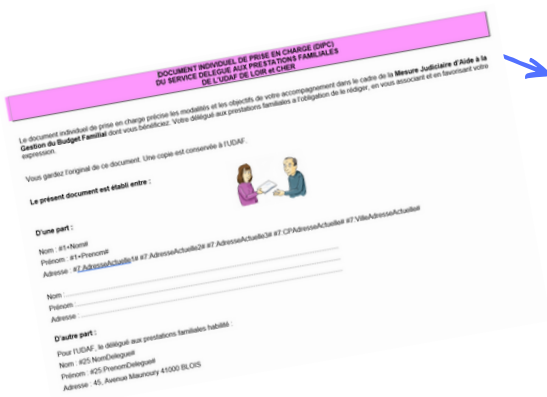 DOCUMENT INDIVIDUEL DE PRISE EN CHARGE (DIPC)
DU SERVICE DELEGUE AUX PRESTATIONS FAMILIALES
DE L'UDAF DE LOIR et CHER
Le document individuel de prise en charge précise les modalités et les objectifs de votre accompagnement dans le cadre de la Mesure Judiciaire d'Aide à la
Gestion du Budget Familial dont vous bénéficiez. Votre délégué aux prestations familiales a l'obligation de le rédiger, en vous associant et en favorisant votre
expression.
Vous gardez l'original de ce document. Une copie est conservée à l'UDAF.
Le présent document est établi entre :
D'une part :
Nom : #1+Nom#
Prénom : #1+Prenom#
Adresse : #7.AdresseActuelle1# #7.AdresseActuelle2# #7.AdresseActuelle3# #7.CPAdresseActuelle# #7.VilleAdresseActuelle#
Nom :
Prénom :
Adresse :
D'autre part :
Pour l'UDAF, le délégué aux prestations familiales habilité :
Nom : #25.NomDelegue#
Prénom : #25.PrenomDelegue#
Adresse : 45, Avenue Maunoury 41000 BLOIS